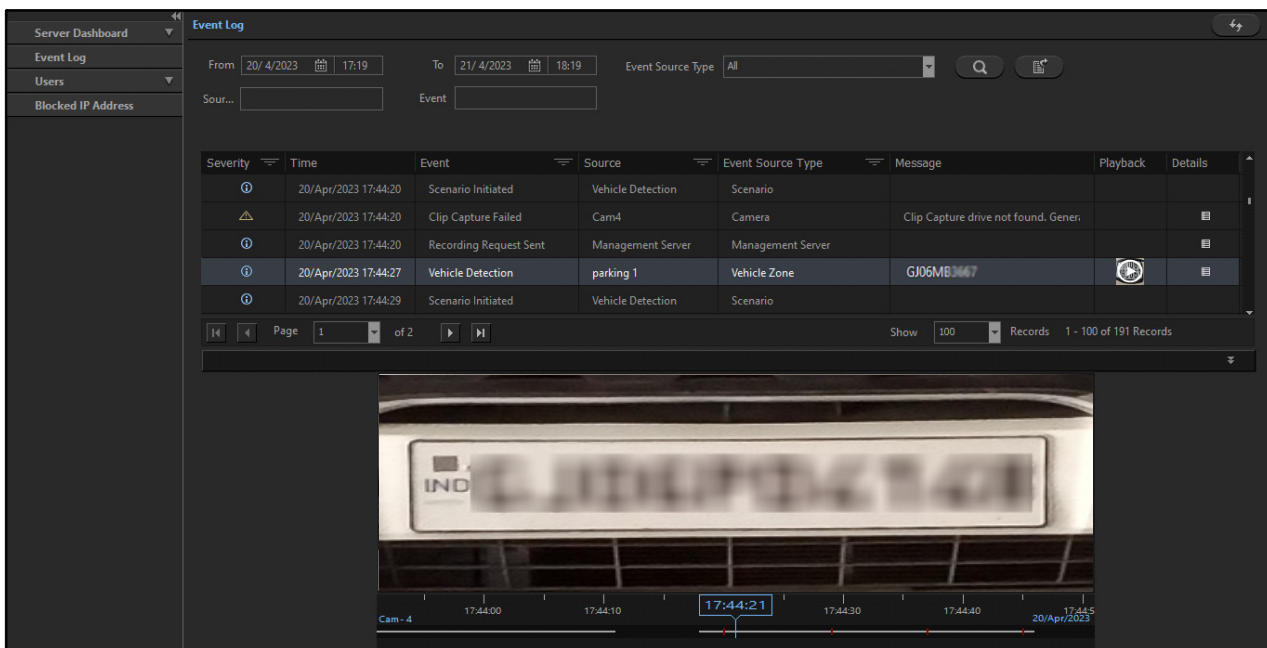 Server Dashboard
Event Log
Users
Blocked IP Address
Event Log
From 20/ 4/2023 17:19 To 21/ 4/2023 18:19 Event Source Type All
Sour... Event
Severity Time Event Source Event Source Type Message Playback Details
20/Apr/2023 17:44:20 Scenario Initiated Vehicle Detection Scenario
20/Apr/2023 17:44:20 Clip Capture Failed Cam4 Camera Clip Capture drive not found. Gener
20/Apr/2023 17:44:20 Recording Request Sent Management Server Management Server
20/Apr/2023 17:44:27 Vehicle Detection parking 1 Vehicle Zone
20/Apr/2023 17:44:29 Scenario Initiated Vehicle Detection Scenario
Page 1 of 2 Show 100 Records 1 - 100 of 191 Records
IND
17:44:00 17:44:10 17:44:21 17:44:30 17:44:40 17:44:5
Cam- 4 20/Apr/2023